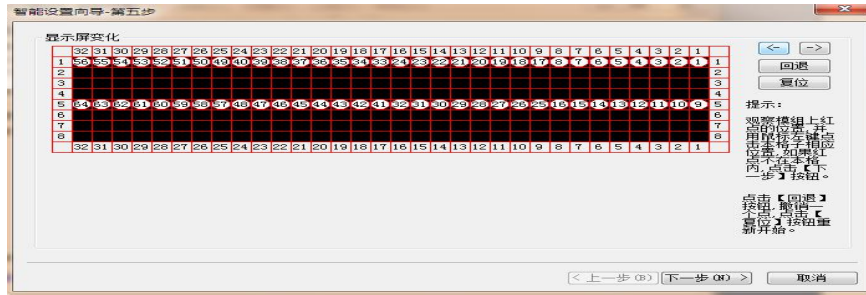 智能设置向导-第五步
显示屏变化
32 31 30 29 28 27 26 25 24 23 22 21 20 19 18 17 16 15 14 13 12 11 10 9 8 7 6 5 4 3 2 1
1 56 55 54 53 52 51 50 49 40 39 38 37 36 35 34 33 24 23 22 21 20 19 18 17 8 7 6 5 4 3 2 1 1
2 2
3 3
4 4
5 64 63 62 61 60 59 58 57 48 47 46 45 44 43 42 41 32 31 30 29 28 27 26 25 16 15 14 13 12 11 10 9 5
6 6
7 7
8 8
32 31 30 29 28 27 26 25 24 23 22 21 20 19 18 17 16 15 14 13 12 11 10 9 8 7 6 5 4 3 2 1
<- ->
回退
复位
提示:
观察模组上红
点的位置,并
用鼠标左键点
击本格子相应
位置,如果红
点不在本格
内,点击【下
一步】按钮。
点击【回退】
按钮,撤销一
个点,点击【
复位】按钮重
新开始。
< 上一步(B) 下一步(N) > 取消